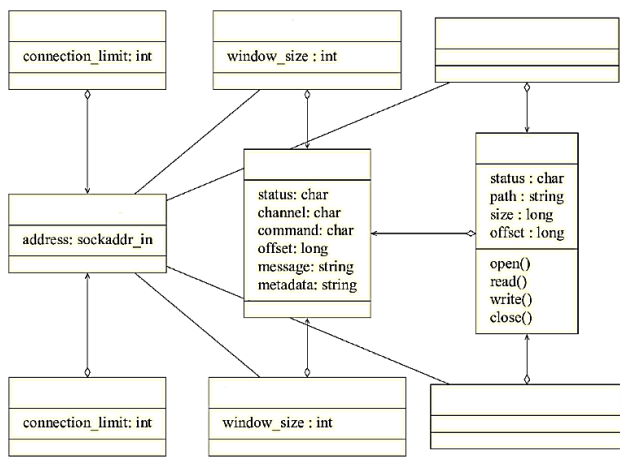 connection_limit: int
window_size : int
status: char
channel: char
command: char
offset: long
message: string
metadata: string
status : char
path : string
size : long
offset : long
open()
read()
write()
close()
address: sockaddr_in
connection_limit: int
window_size : int